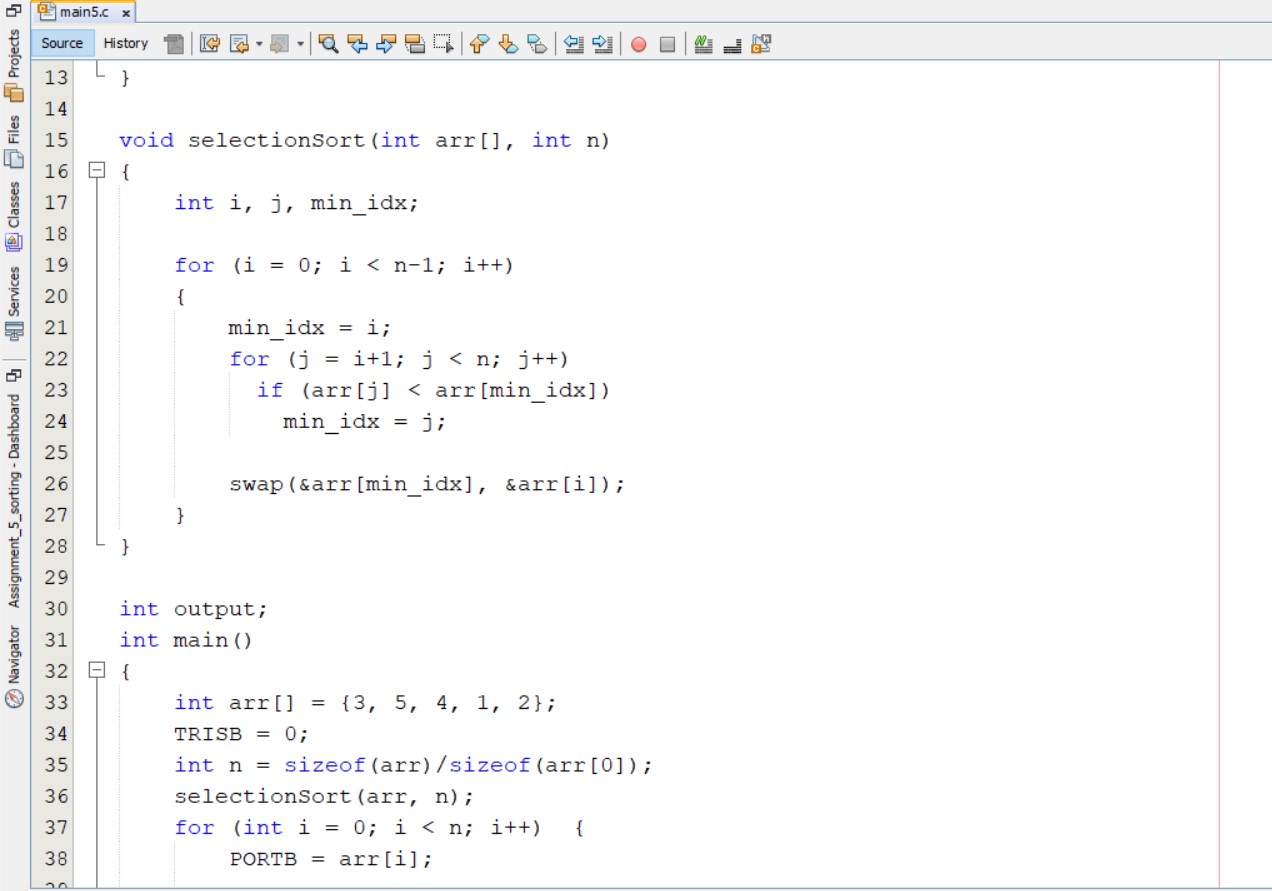 main5.c x
Source History
13 }
14
15 void selectionSort(int arr[], int n)
16 {
17 int i, j, min_idx;
18
19 for (i = 0; i < n-1; i++)
20 {
21 min_idx = i;
22 for (j = i+1; j < n; j++)
23 if (arr[j] < arr[min_idx])
24 min_idx = j;
25
26 swap(&arr[min_idx], &arr[i]);
27 }
28 }
29
30 int output;
31 int main()
32 {
33 int arr[] = {3, 5, 4, 1, 2};
34 TRISB = 0;
35 int n = sizeof(arr)/sizeof(arr[0]);
36 selectionSort(arr, n);
37 for (int i = 0; i < n; i++) {
38 PORTB = arr[i];
Projects
Files
Classes
Services
Assignment_5_sorting - Dashboard
Navigator